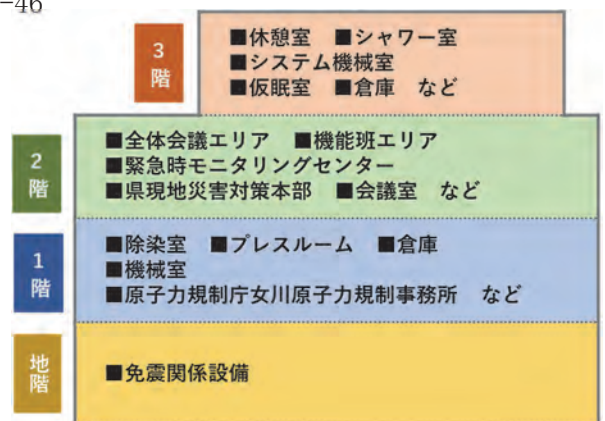 -46
3階
■休憩室 ■シャワー室
■システム機械室
■仮眠室 ■倉庫 など
2階
■全体会議エリア ■機能班エリア
■緊急時モニタリングセンター
■県現地災害対策本部 ■会議室 など
1階
■除染室 ■プレスルーム ■倉庫
■機械室
■原子力規制庁女川原子力規制事務所 など
地階
■免震関係設備